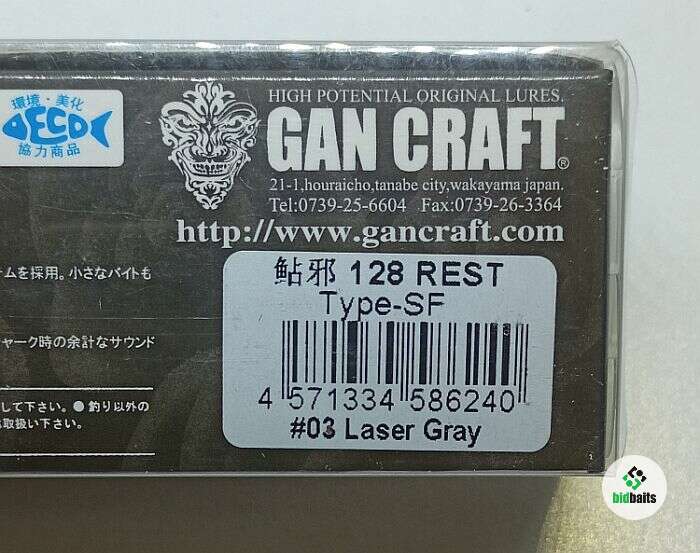 環境・美化
DECO
協力商品
HIGH POTENTIAL ORIGINAL LURES.
GAN CRAFT®
21-1,houraicho,tanabe city,wakayama japan.
Tel:0739-25-6604 Fax:0739-26-3364
http://www.gancraft.com
ームを採用。小さなバイトも
ャーク時の余計なサウンド
して下さい。●釣り以外の
取扱い下さい。
鮎邪 128 REST
Type-SF
4 571334 586240
#03 Laser Gray
bidbaits